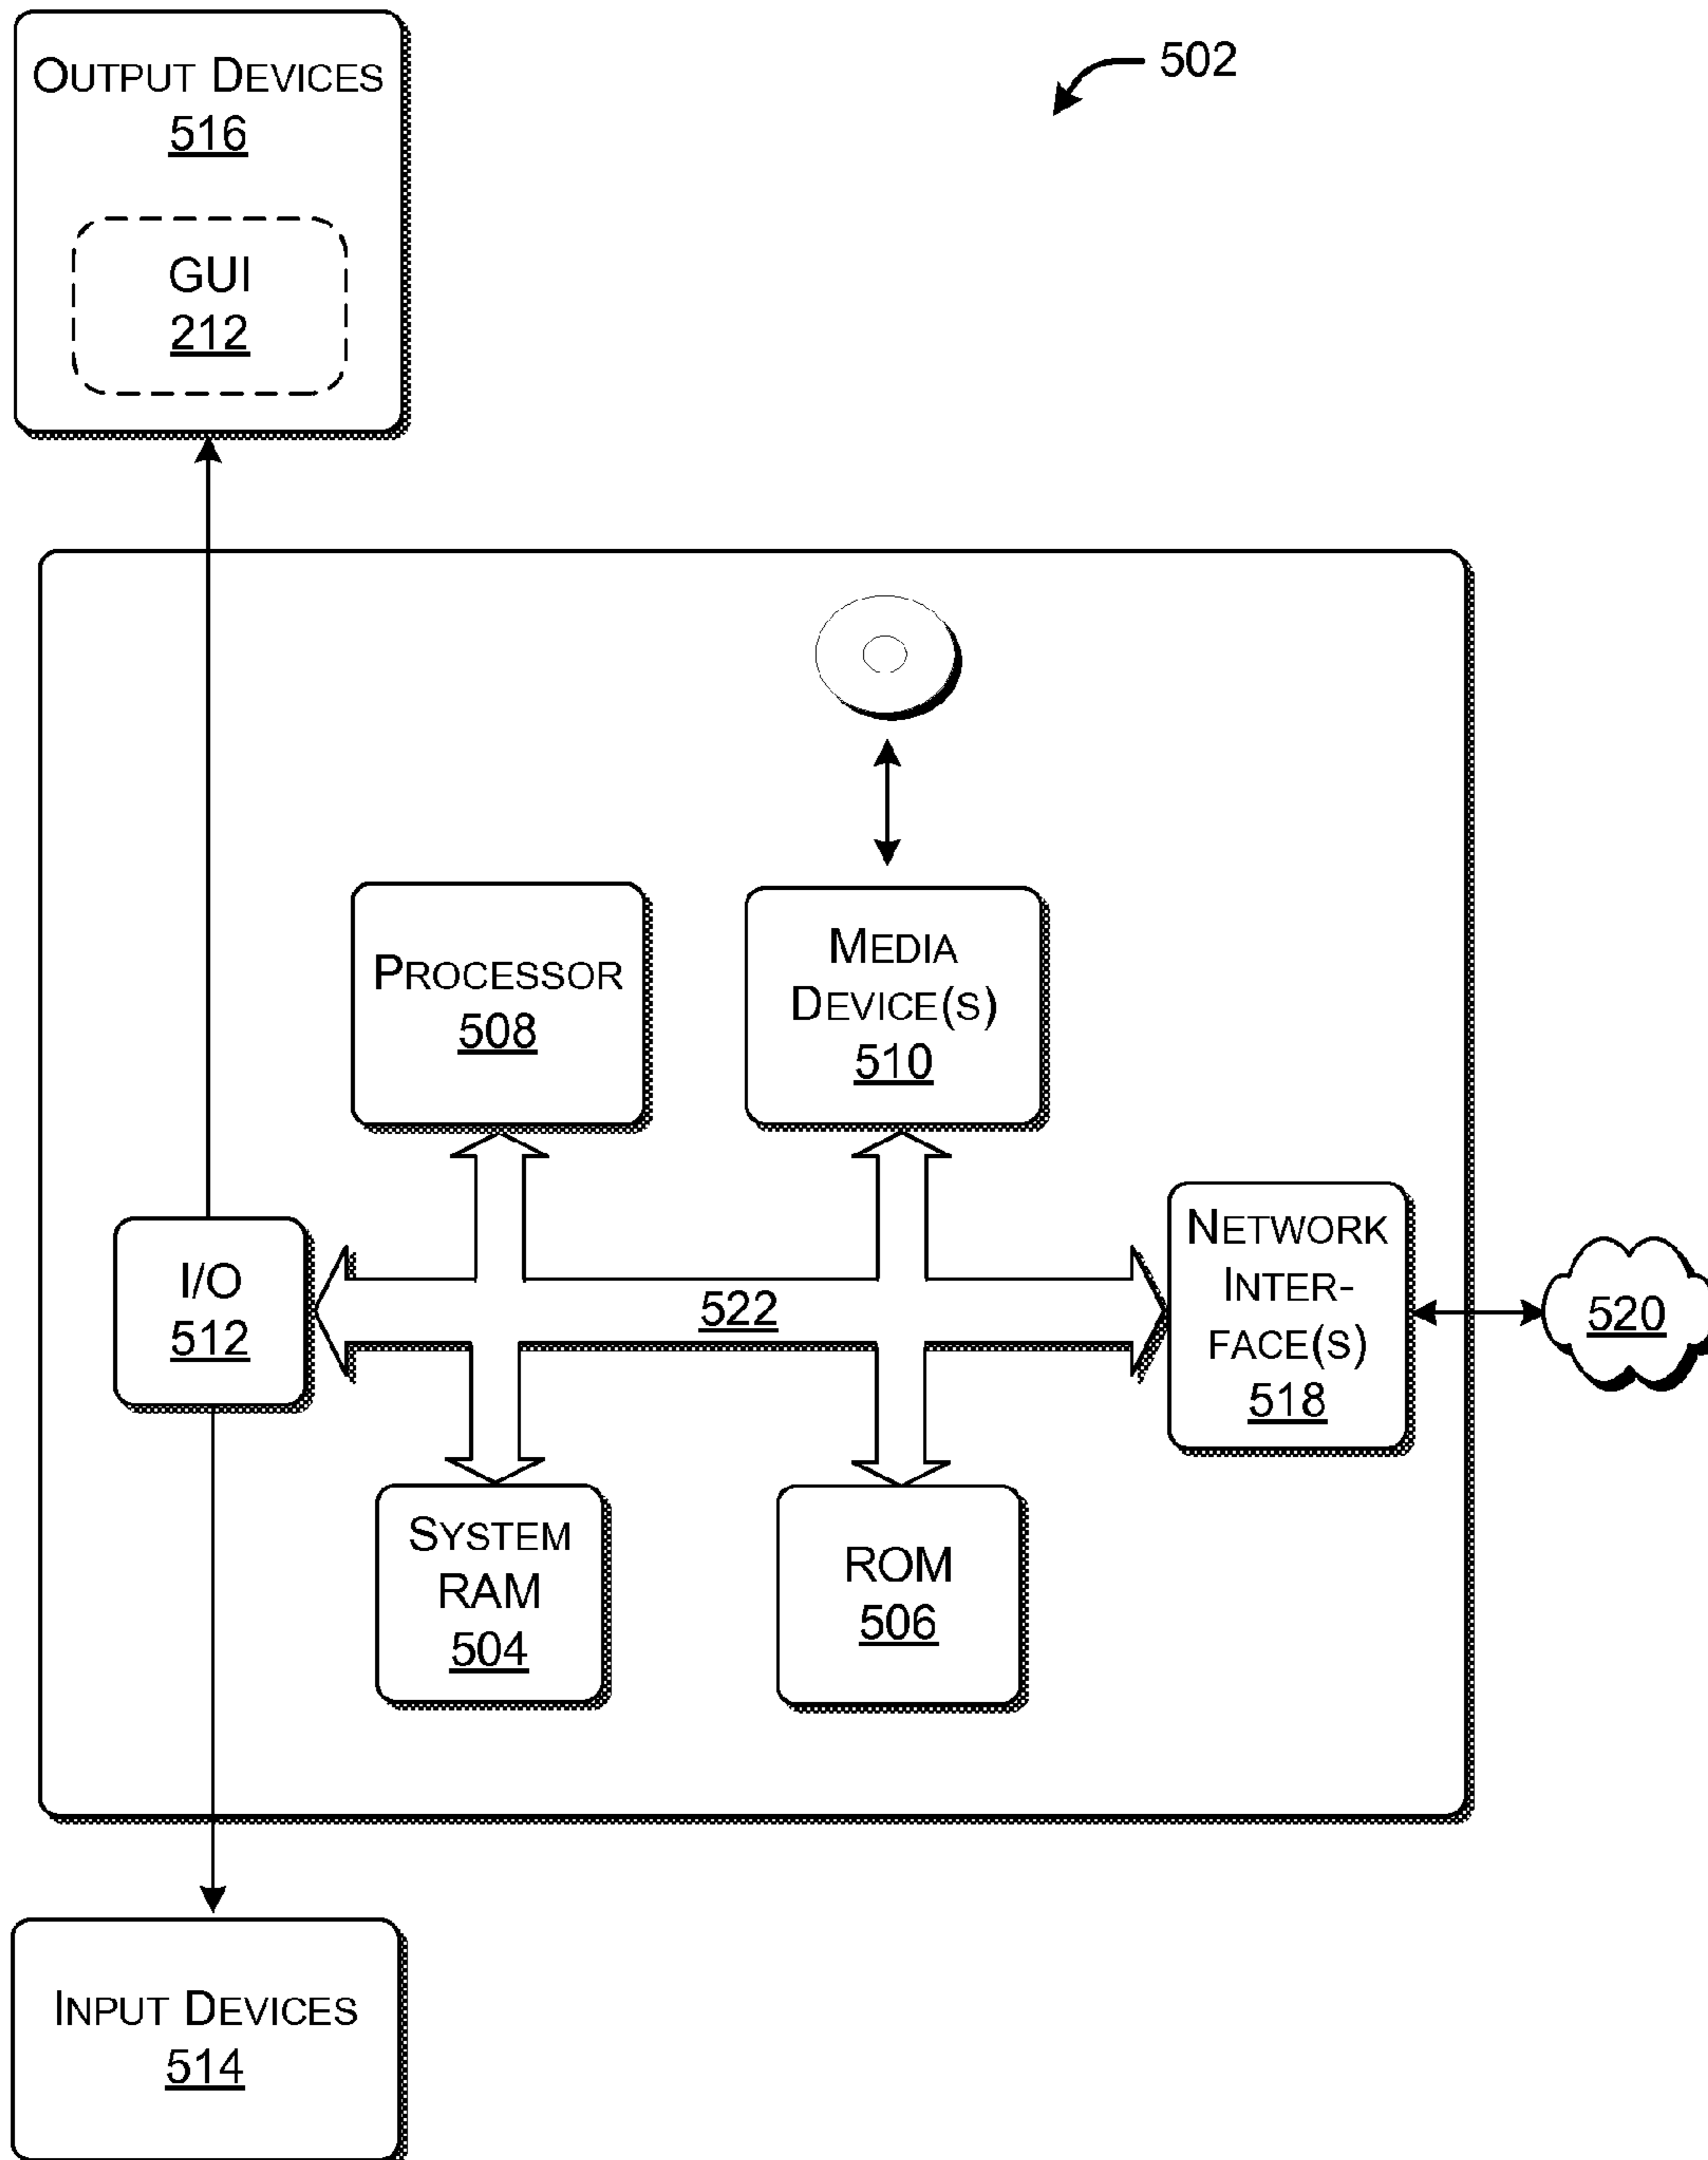 OUTPUT DEVICES
516
GUI
212
502
PROCESSOR
508
MEDIA
DEVICE(S)
510
I/O
512
522
NETWORK
INTER-
FACE(S)
518
520
SYSTEM
RAM
504
ROM
506
INPUT DEVICES
514